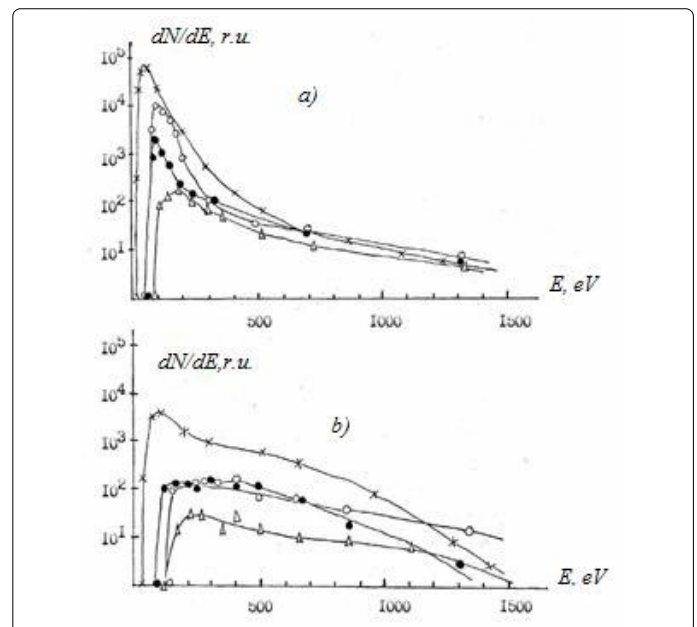 dN/dE, r.u.
10⁵
a)
10⁴
10³
10²
10¹
E, eV
500
1000
1500
10⁵
dN/dE,r.u.
10⁴
b)
10³
10²
10¹
E, eV
500
1000
1500